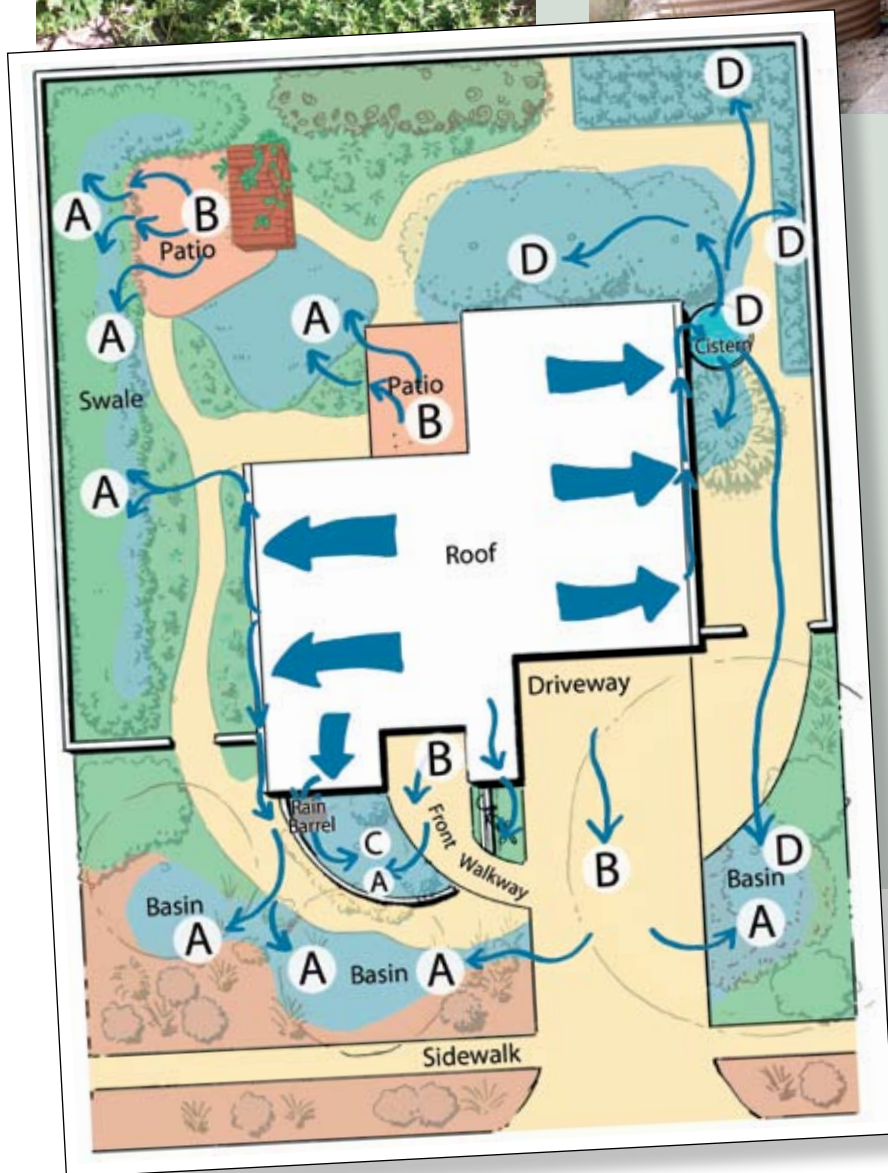 D
A
B
Patio
D
D
D
Cistern
A
A
Patio
B
Swale
A
Roof
Driveway
B
Rain
Barrel
Front
Walkway
C
A
B
D
Basin
A
Basin
A
A
Basin
A
Sidewalk